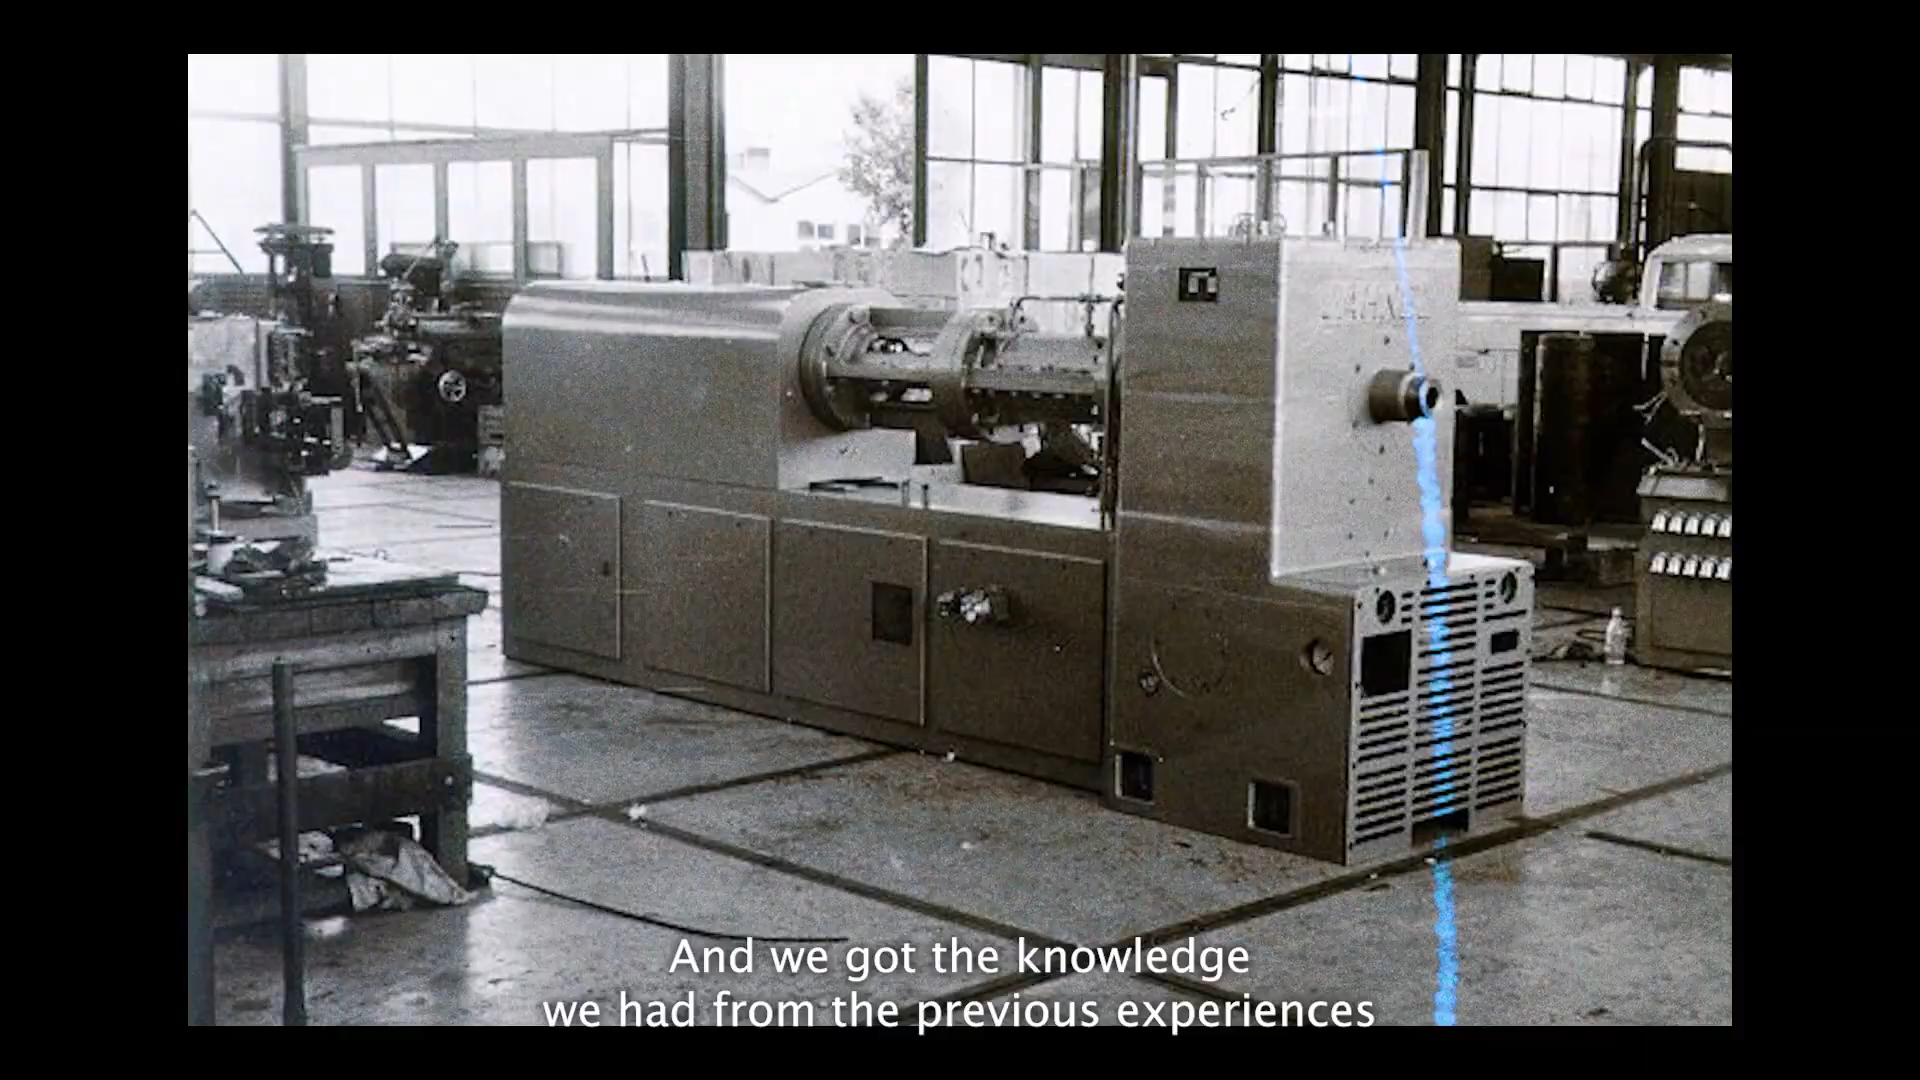 And we got the knowledge
we had from the previous experiences